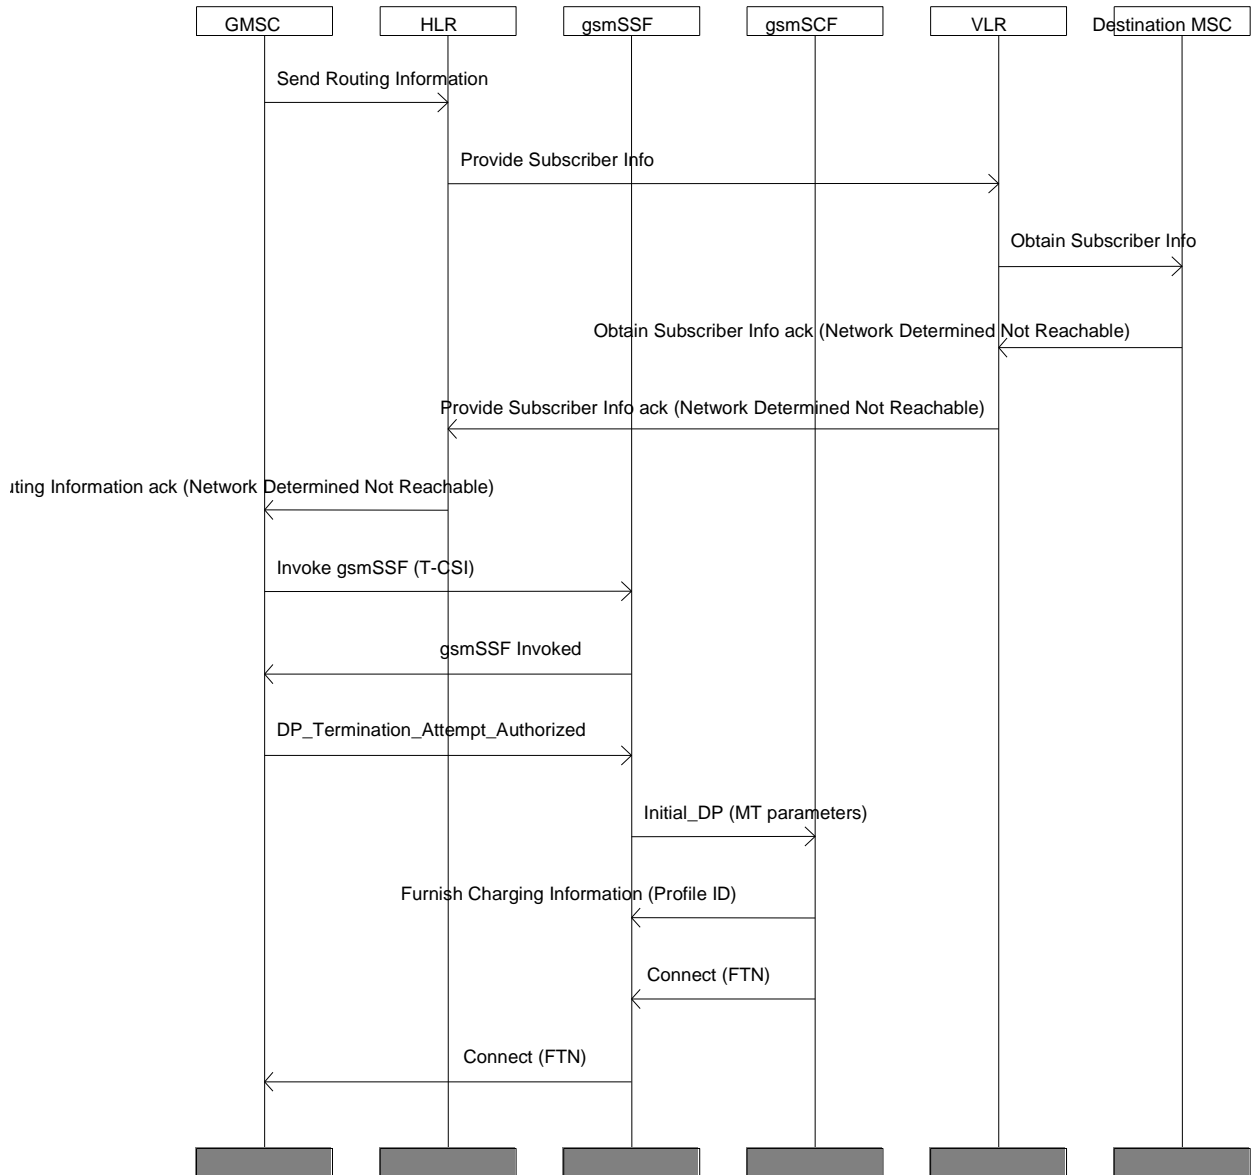 GMSC HLR gsmSSF gsmSCF VLR Destination MSC
Send Routing Information
Provide Subscriber Info
Obtain Subscriber Info
Obtain Subscriber Info ack (Network Determined Not Reachable)
Provide Subscriber Info ack (Network Determined Not Reachable)
uting Information ack (Network Determined Not Reachable)
Invoke gsmSSF (T-CSI)
gsmSSF Invoked
DP_Termination_Attempt_Authorized
Initial_DP (MT parameters)
Furnish Charging Information (Profile ID)
Connect (FTN)
Connect (FTN)